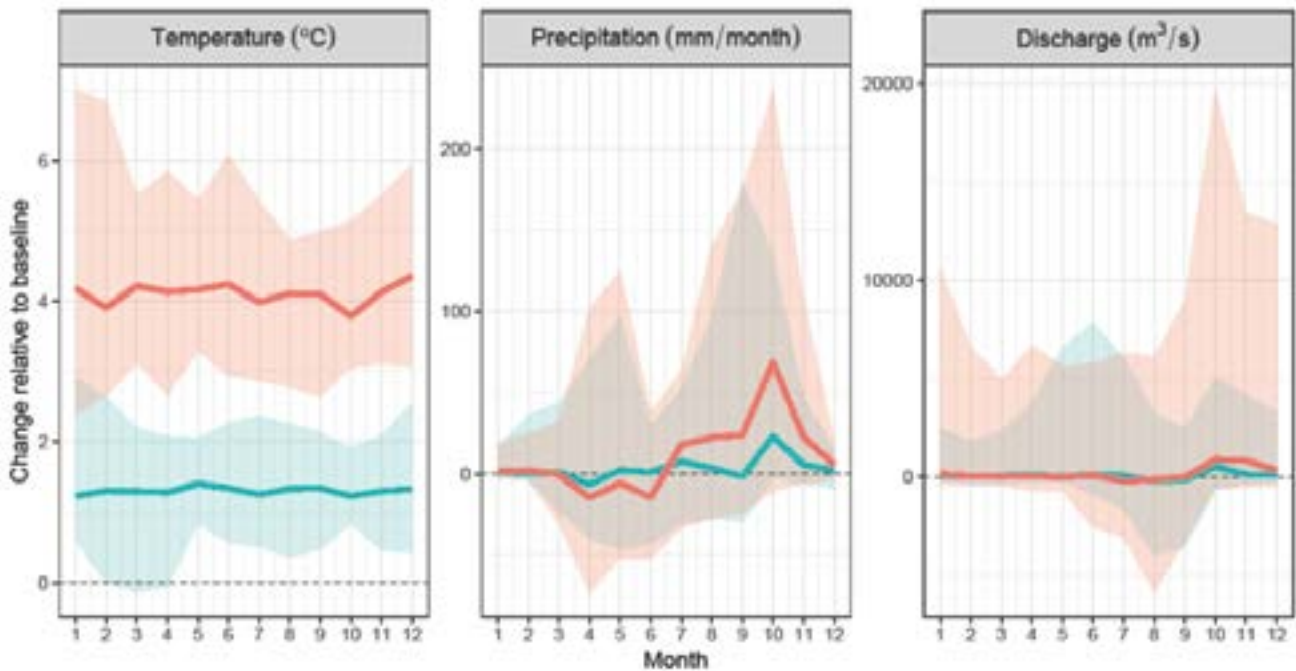 Temperature (°C)
Precipitation (mm/month)
Discharge (m³/s)
Change relative to baseline
6
4
2
0
200
100
0
20000
10000
0
1 2 3 4 5 6 7 8 9 10 11 12
1 2 3 4 5 6 7 8 9 10 11 12
1 2 3 4 5 6 7 8 9 10 11 12
Month